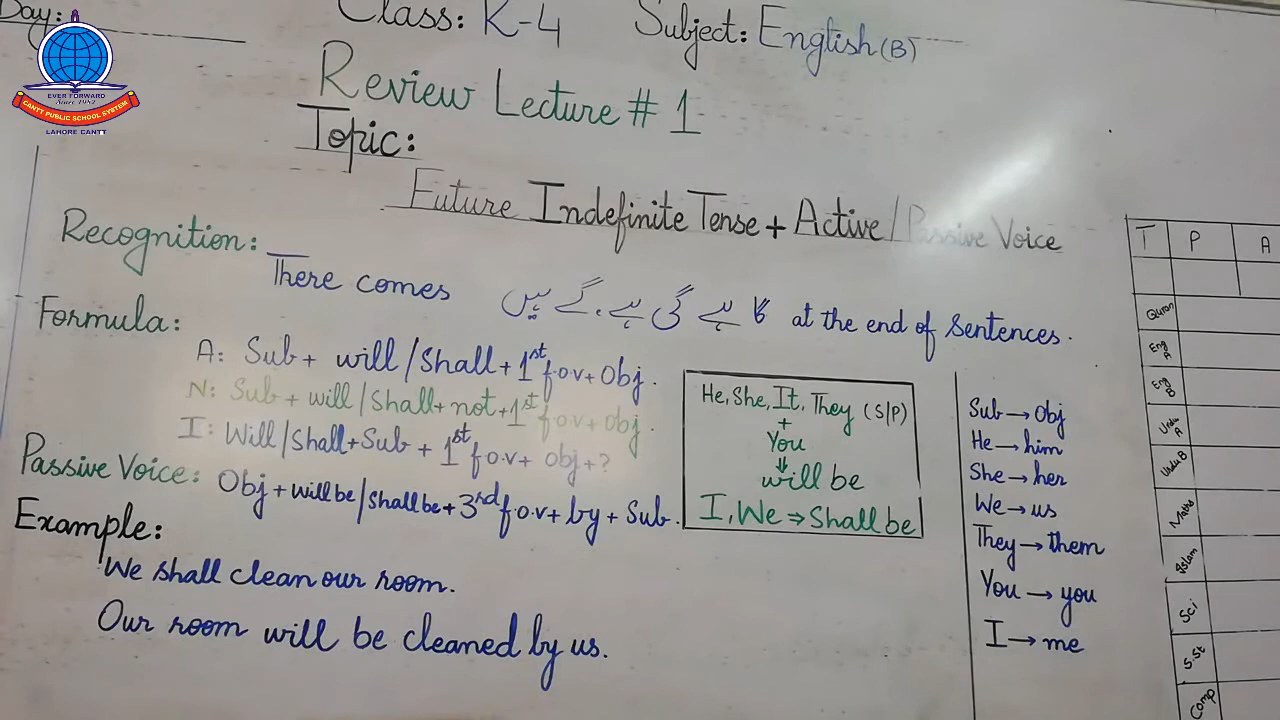 Day:
Class: K-4 Subject: English (B)
EVER FORWARD
Since 1982
CANTT PUBLIC SCHOOL SYSTEM
LAHORE CANTT
Review Lecture # 1
Topic:
Future Indefinite Tense + Active / Passive Voice
Recognition:
There comes گا ہے گی ہے، گے ہیں at the end of Sentences.
Formula:
A: Sub + will / Shall + 1st f.o.v + Obj.
N: Sub + will / Shall + not + 1st f.o.v + obj.
I: Will / Shall + Sub + 1st f.o.v + obj + ?
Passive Voice: Obj + will be / Shall be + 3rd f.o.v + by + Sub.
Example:
We shall clean our room.
Our room will be cleaned by us.
He, She, It, They (S/P)
+
You
⇓
will be
I, We ⇒ Shall be
Sub → Obj
He → him
She → her
We → us
They → them
You → you
I → me
T P A
Quran
Eng A
Eng B
Urdu A
Urdu B
Maths
Islam
Sci
S.St
Comp